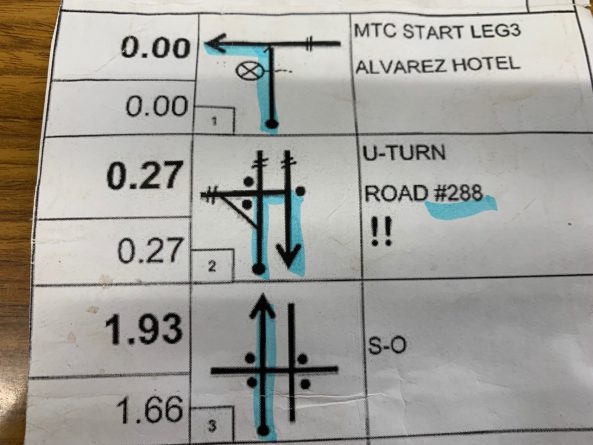 0.00
0.00
1
MTC START LEG3
ALVAREZ HOTEL
0.27
0.27
2
U-TURN
ROAD #288
!!
1.93
1.66
3
S-O